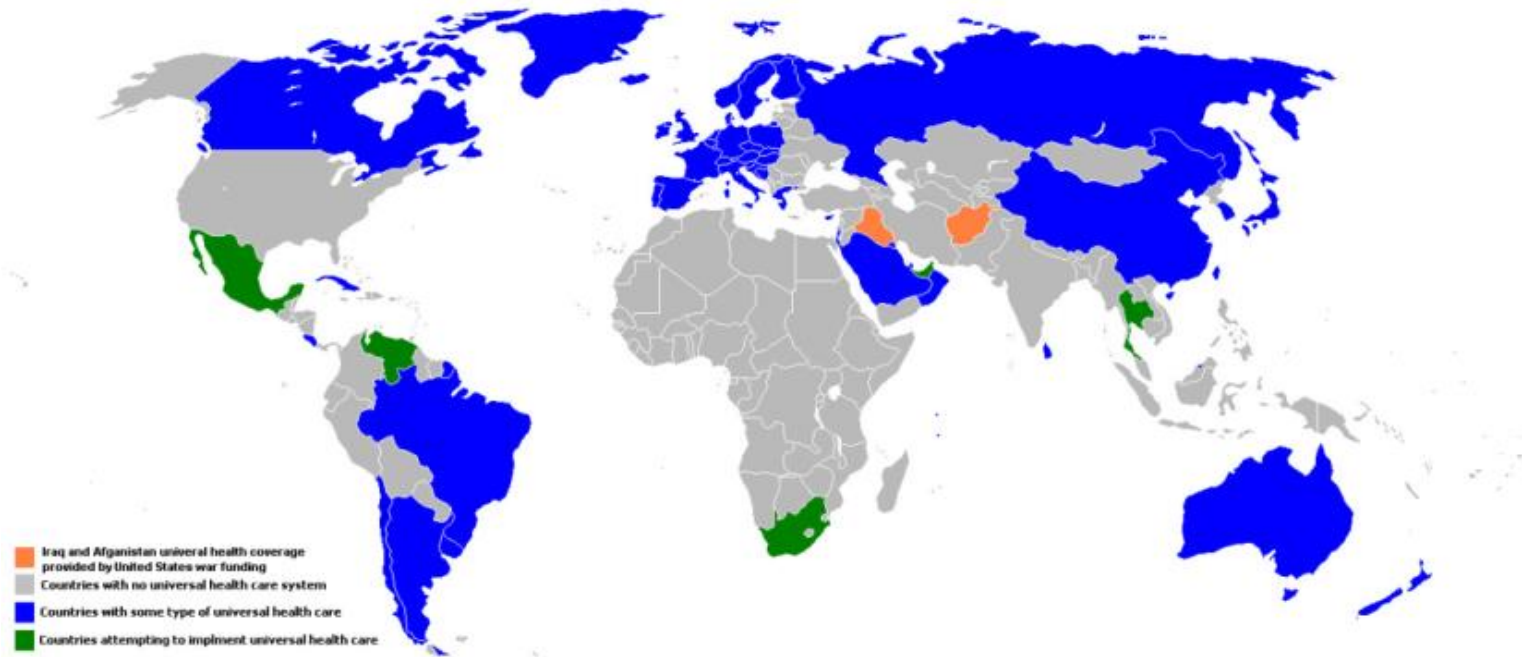 Iraq and Afganistan univeral health coverage
provided by United States war funding
Countries with no universal health care system
Countries with some type of universal health care
Countries attempting to implment universal health care